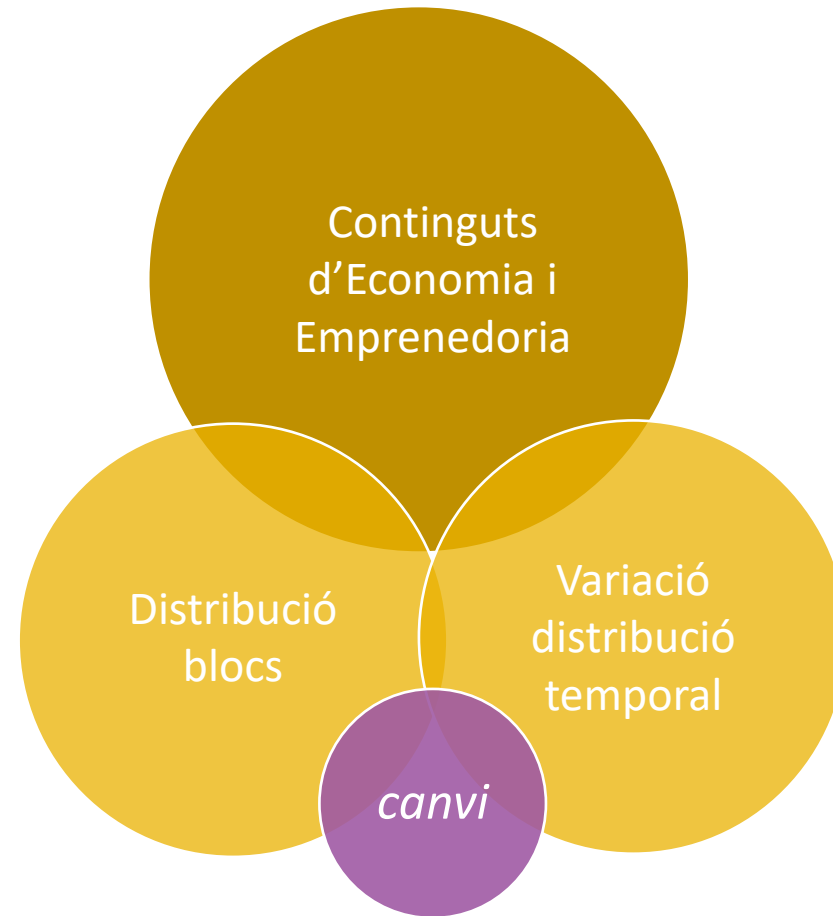 Continguts
d’Economia i
Emprenedoria
Distribució
blocs
Variació
distribució
temporal
canvi